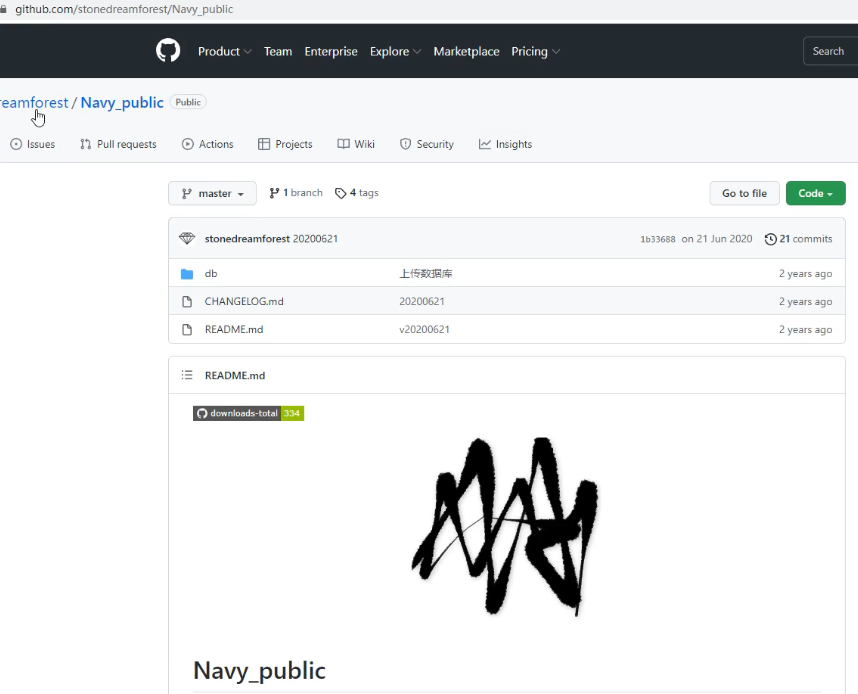 github.com/stonedreamforest/Navy_public
Product Team Enterprise Explore Marketplace Pricing Search
reamforest / Navy_public Public
Issues Pull requests Actions Projects Wiki Security Insights
master 1 branch 4 tags Go to file Code
stonedreamforest 20200621 1b33688 on 21 Jun 2020 21 commits
db 上传数据库 2 years ago
CHANGELOG.md 20200621 2 years ago
README.md v20200621 2 years ago
README.md
downloads-total 334
Navy_public